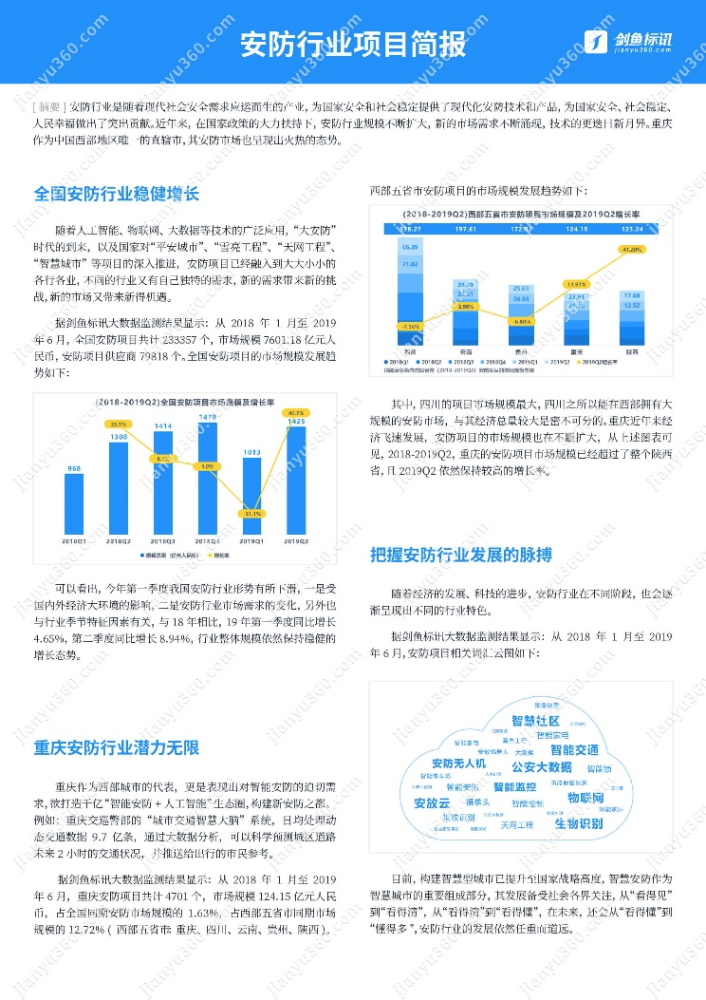 安防行业项目简报
剑鱼标讯
jianyu360.com
[ 摘要 ] 安防行业是随着现代社会安全需求应运而生的产业, 为国家安全和社会稳定提供了现代化安防技术和产品, 为国家安全、社会稳定、
人民幸福做出了突出贡献。近年来, 在国家政策的大力扶持下, 安防行业规模不断扩大, 新的市场需求不断涌现, 技术的更迭日新月异。重庆
作为中国西部地区唯一的直辖市, 其安防市场也呈现出火热的态势。
全国安防行业稳健增长
随着人工智能、物联网、大数据等技术的广泛应用, “大安防”
时代的到来, 以及国家对“平安城市”、“雪亮工程”、“天网工程”、
“智慧城市” 等项目的深入推进, 安防项目已经融入到大大小小的
各行各业, 不同的行业又有自己独特的需求, 新的需求带来新的挑
战, 新的市场又带来新得机遇。
据剑鱼标讯大数据监测结果显示: 从 2018 年 1 月至 2019
年 6 月, 全国安防项目共计 233357 个, 市场规模 7601.18 亿元人
民币, 安防项目供应商 79818 个。全国安防项目的市场规模发展趋
势如下:
(2018-2019Q2)全国安防项目市场规模及增长率
968
1308
1414
1470
1013
1425
35.1%
8.1%
4.0%
-31.1%
40.7%
2018Q1 2018Q2 2018Q3 2018Q4 2019Q1 2019Q2
规模总量 (亿元人民币) 增长率
可以看出, 今年第一季度我国安防行业形势有所下滑, 一是受
国内外经济大环境的影响, 二是安防行业市场需求的变化, 另外也
与行业季节特征因素有关, 与 18 年相比, 19 年第一季度同比增长
4.65%, 第二季度同比增长 8.94%, 行业整体规模依然保持稳健的
增长态势。
重庆安防行业潜力无限
重庆作为西部城市的代表, 更是表现出对智能安防的迫切需
求, 欲打造千亿 “智能安防 + 人工智能” 生态圈, 构建新安防之都。
例如: 重庆交巡警部的 “城市交通智慧大脑” 系统, 日均处理动
态交通数据 9.7 亿条, 通过大数据分析, 可以科学预测城区道路
未来 2 小时的交通状况, 并推送给出行的市民参考。
据剑鱼标讯大数据监测结果显示: 从 2018 年 1 月至 2019
年 6 月, 重庆安防项目共计 4701 个, 市场规模 124.15 亿元人民
币, 占全国同期安防市场规模的 1.63%, 占西部五省市同期市场
规模的 12.72% ( 西部五省市: 重庆、四川、云南、贵州、陕西 )。
西部五省市安防项目的市场规模发展趋势如下:
(2018-2019Q2)西部五省市安防项目市场规模及2019Q2增长率
338.27 197.61 172.92 124.15 123.24
66.39
77.82
25.03
17.68
12.52
-7.56%
3.98%
-6.80%
13.91%
41.20%
四川 云南 贵州 重庆 陕西
2018Q1 2018Q2 2018Q3 2018Q4 2019Q1 2019Q2 2019Q2增长率
其中, 四川的项目市场规模最大, 四川之所以能在西部拥有大
规模的安防市场, 与其经济总量较大是密不可分的。重庆近年来经
济飞速发展, 安防项目的市场规模也在不断扩大, 从上述图表可
见, 2018-2019Q2, 重庆的安防项目市场规模已经超过了整个陕西
省, 且 2019Q2 依然保持较高的增长率。
把握安防行业发展的脉搏
随着经济的发展、科技的进步, 安防行业在不同阶段, 也会逐
渐呈现出不同的行业特色。
据剑鱼标讯大数据监测结果显示: 从 2018 年 1 月至 2019
年 6 月, 安防项目相关词汇云图如下:
图像处理
智慧社区
智能家电
智能家电 雪亮工程
安防机器人 大数据 智能交通
安防无人机 公安大数据 智能锁
智能停车场
智能安防 智能监控 防盗报警系统
安放云 摄像头 智能控制 物联网
智能家居
指纹识别 天网工程 生物识别
目前, 构建智慧型城市已提升至国家战略高度, 智慧安防作为
智慧城市的重要组成部分, 其发展备受社会各界关注, 从“看得见”
到“看得清”, 从“看得清”到“看得懂”, 在未来, 还会从“看得懂”到
“懂得多 ”, 安防行业的发展依然任重而道远。